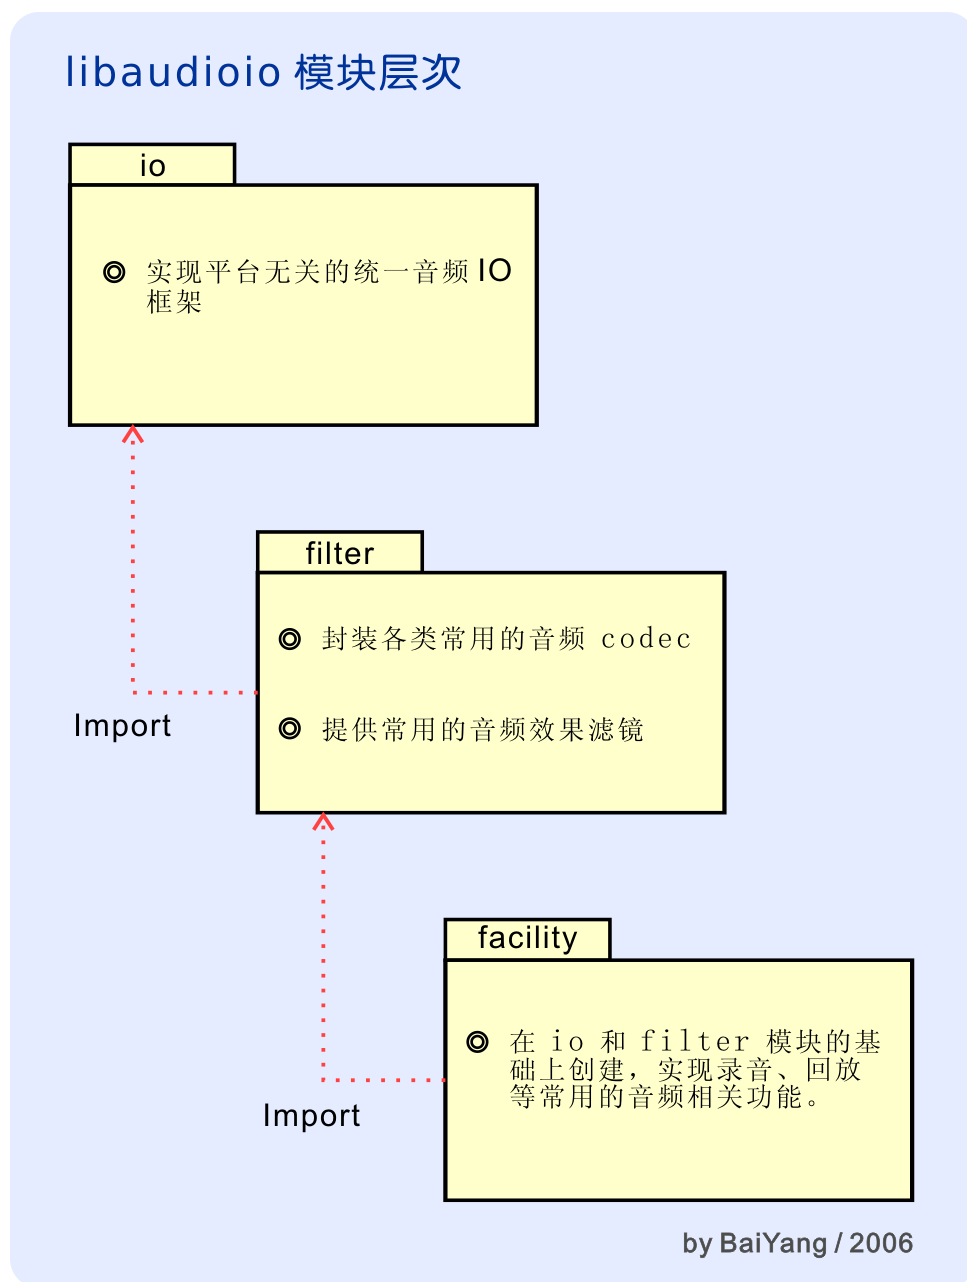 libaudioio 模块层次
io
实现平台无关的统一音频 IO
框架
filter
封装各类常用的音频 codec
Import
提供常用的音频效果滤镜
facility
在 io 和 filter 模块的基
础上创建，实现录音、回放
等常用的音频相关功能。
Import
by BaiYang / 2006